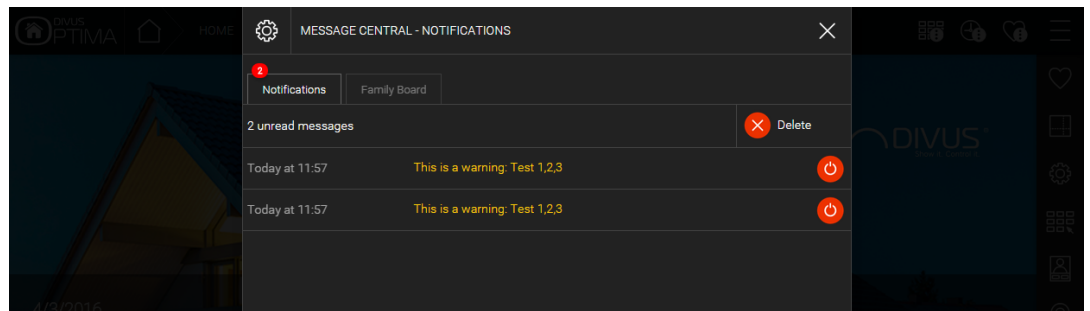 DIVUS
OPTIMA
HOME
MESSAGE CENTRAL - NOTIFICATIONS
2
Notifications
Family Board
2 unread messages
Delete
Today at 11:57
This is a warning: Test 1,2,3
Today at 11:57
This is a warning: Test 1,2,3
DIVUS
4/3/2016